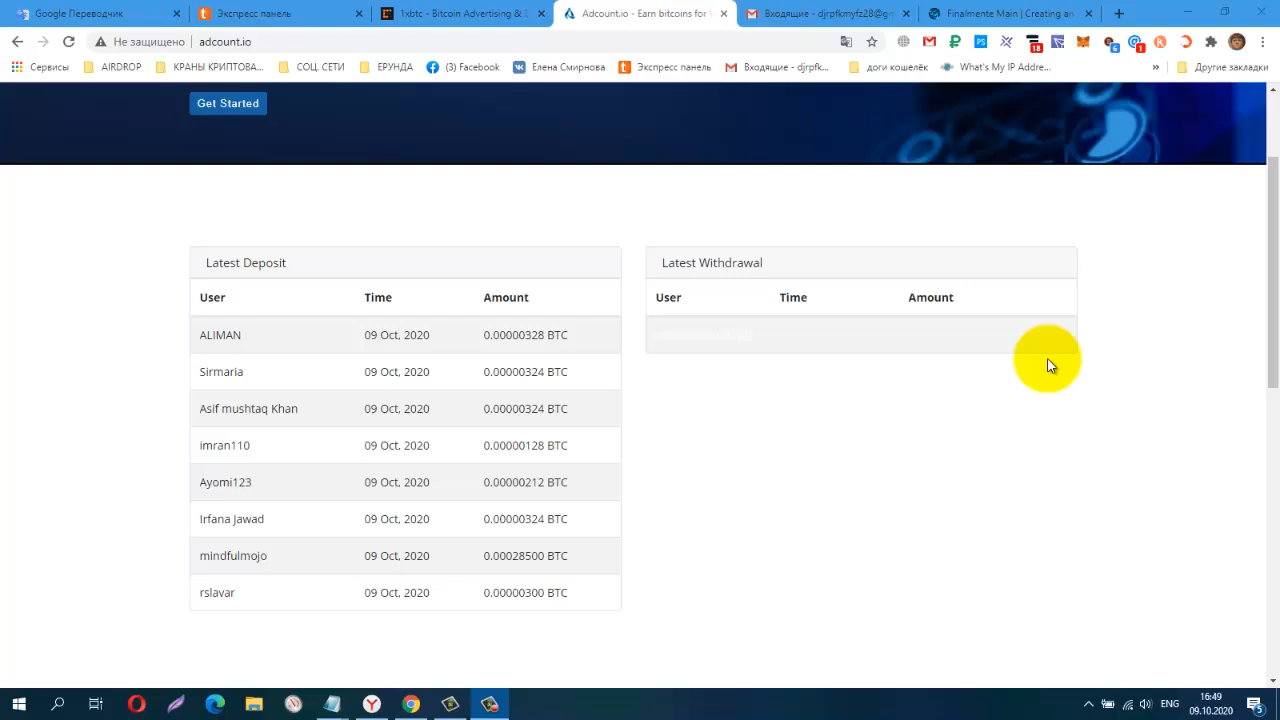 Google Переводчик
Экспресс панель
1xbtc - Bitcoin Advertising &
Adcount.io - Earn bitcoins for
Входящие - djrpfkmyfz28@gm
Finalmente Main | Creating an
Не защищено
adcount.io
18
6
1
Сервисы
AIRDROP
КРАНЫ КРИПТОВА...
СОЦ. СЕТИ
ЕРУНДА
(3) Facebook
Елена Смирнова
Экспресс панель
Входящие - djrpfk...
доги кошелёк
What's My IP Addre...
»
Другие закладки
Get Started
Latest Deposit
User Time Amount
ALIMAN 09 Oct, 2020 0.00000328 BTC
Sirmaria 09 Oct, 2020 0.00000324 BTC
Asif mushtaq Khan 09 Oct, 2020 0.00000324 BTC
imran110 09 Oct, 2020 0.00000128 BTC
Ayomi123 09 Oct, 2020 0.00000212 BTC
Irfana Jawad 09 Oct, 2020 0.00000324 BTC
mindfulmojo 09 Oct, 2020 0.00028500 BTC
rslavar 09 Oct, 2020 0.00000300 BTC
Latest Withdrawal
User Time Amount
ENG
16:49
09.10.2020
5